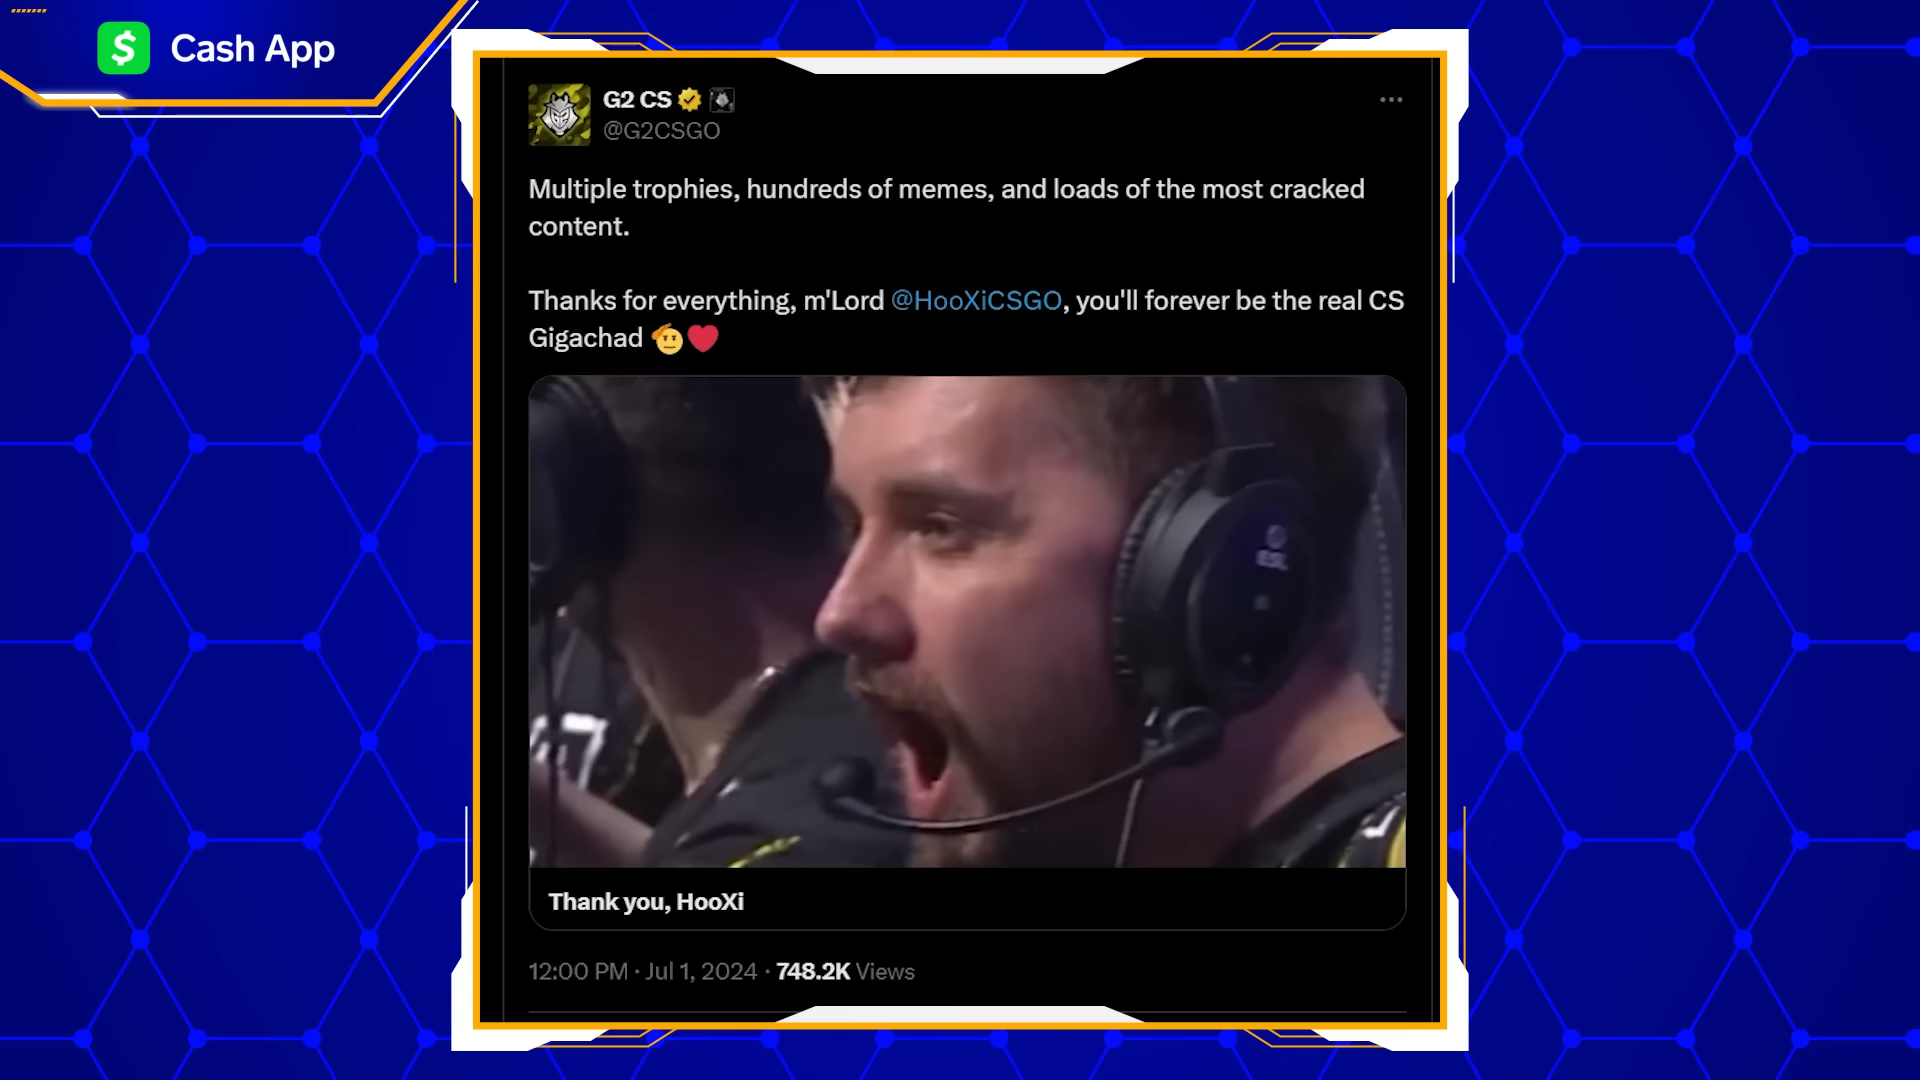 Cash App
G2 CS
@G2CSGO
Multiple trophies, hundreds of memes, and loads of the most cracked
content.
Thanks for everything, m'Lord @HooXiCSGO, you'll forever be the real CS
Gigachad 🫡❤️
ESL
Thank you, HooXi
12:00 PM · Jul 1, 2024 · 748.2K Views